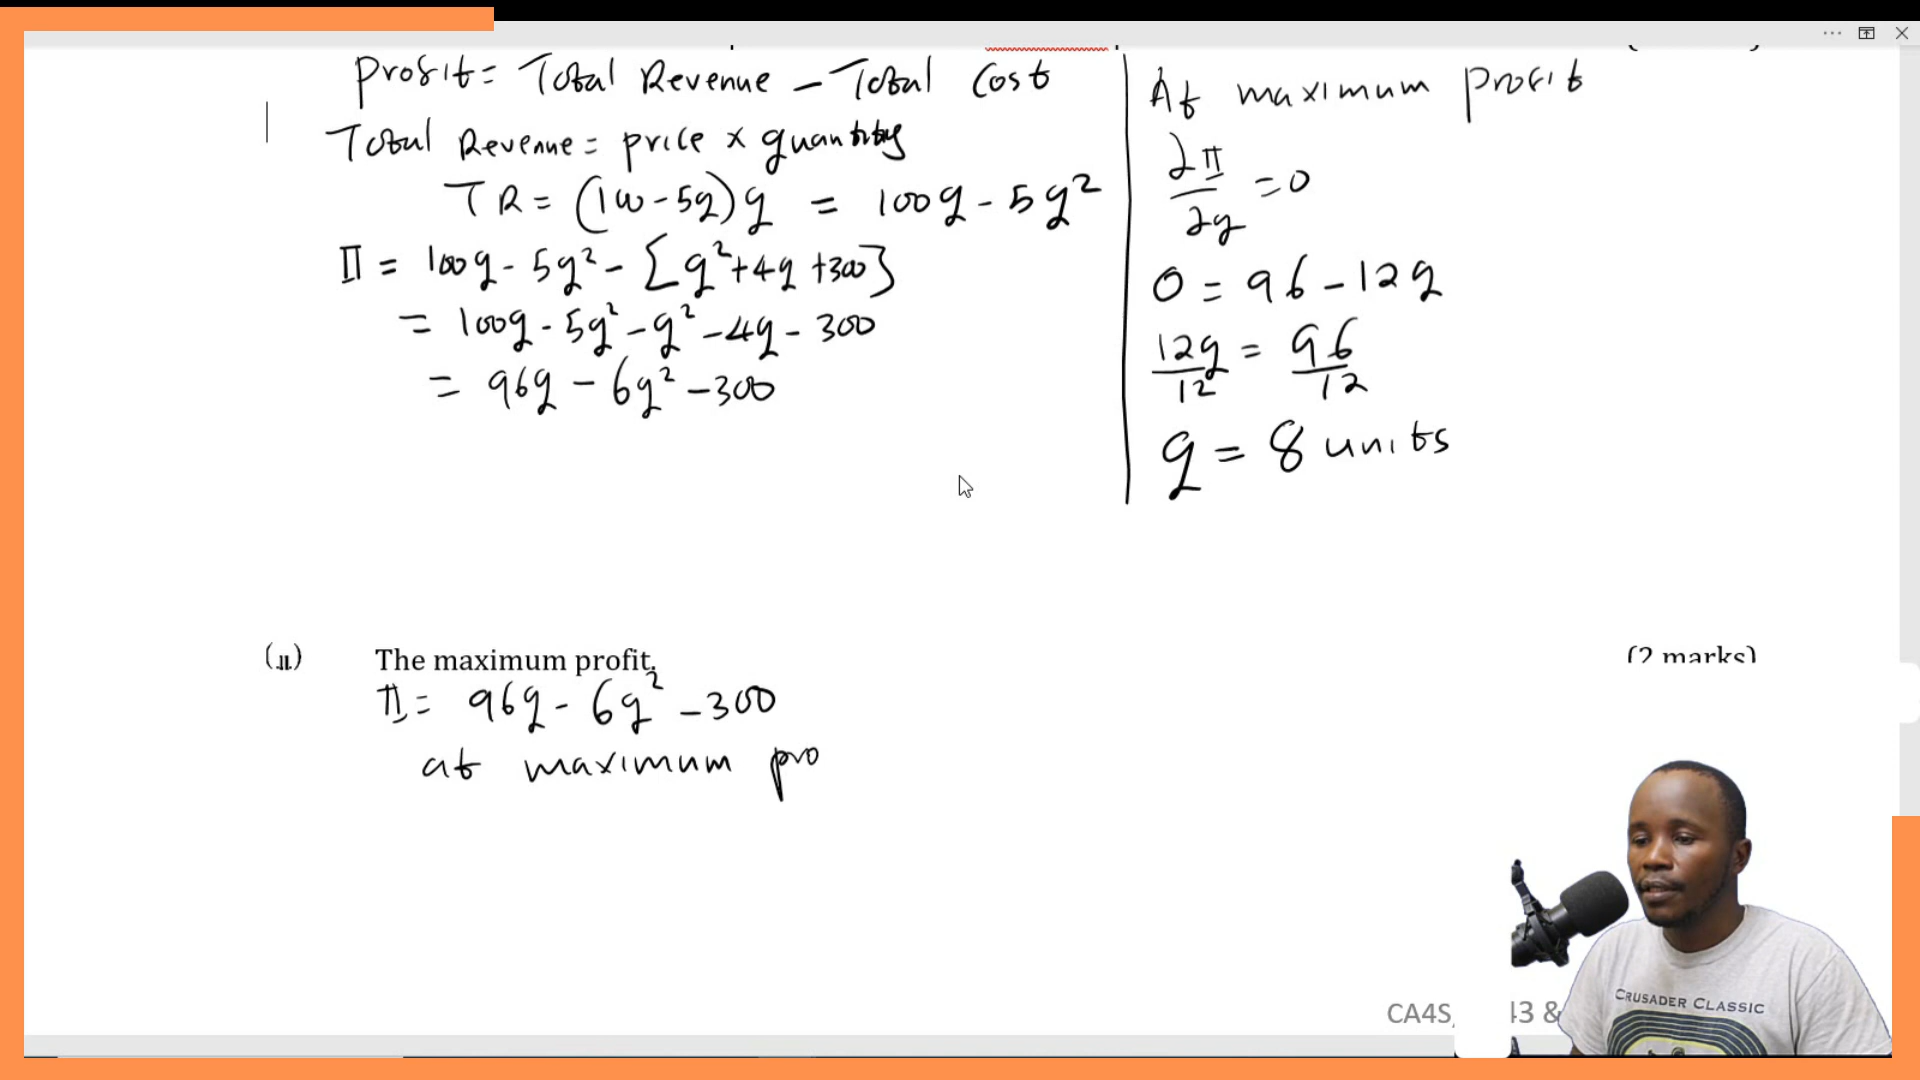 Profit = Total Revenue - Total Cost
Total Revenue = price x quantity
TR = (100-5q)q = 100q - 5q²
Π = 100q - 5q² - [q²+4q+300]
= 100q - 5q² - q² - 4q - 300
= 96q - 6q² - 300
At maximum profit
∂Π/∂q = 0
0 = 96 - 12q
12q/12 = 96/12
q = 8 units
(ii) The maximum profit. (2 marks)
Π = 96q - 6q² - 300
at maximum pro
CA4S,
43 &
CRUSADER CLASSIC